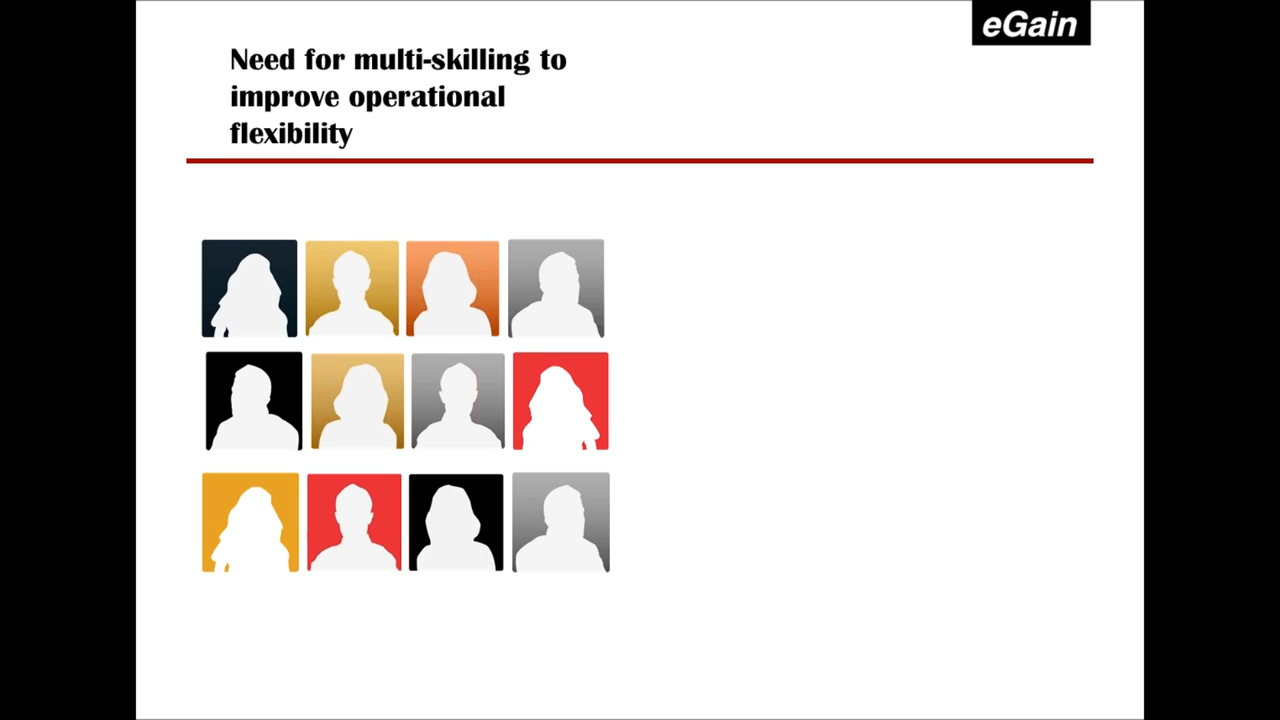 eGain
Need for multi-skilling to
improve operational
flexibility